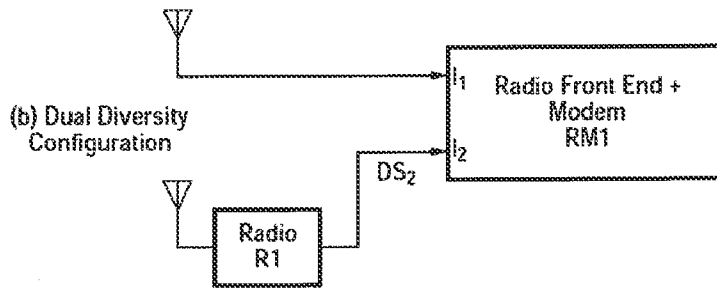 I₁
Radio Front End +
Modem
RM1
(b) Dual Diversity
Configuration
I₂
DS₂
Radio
R1